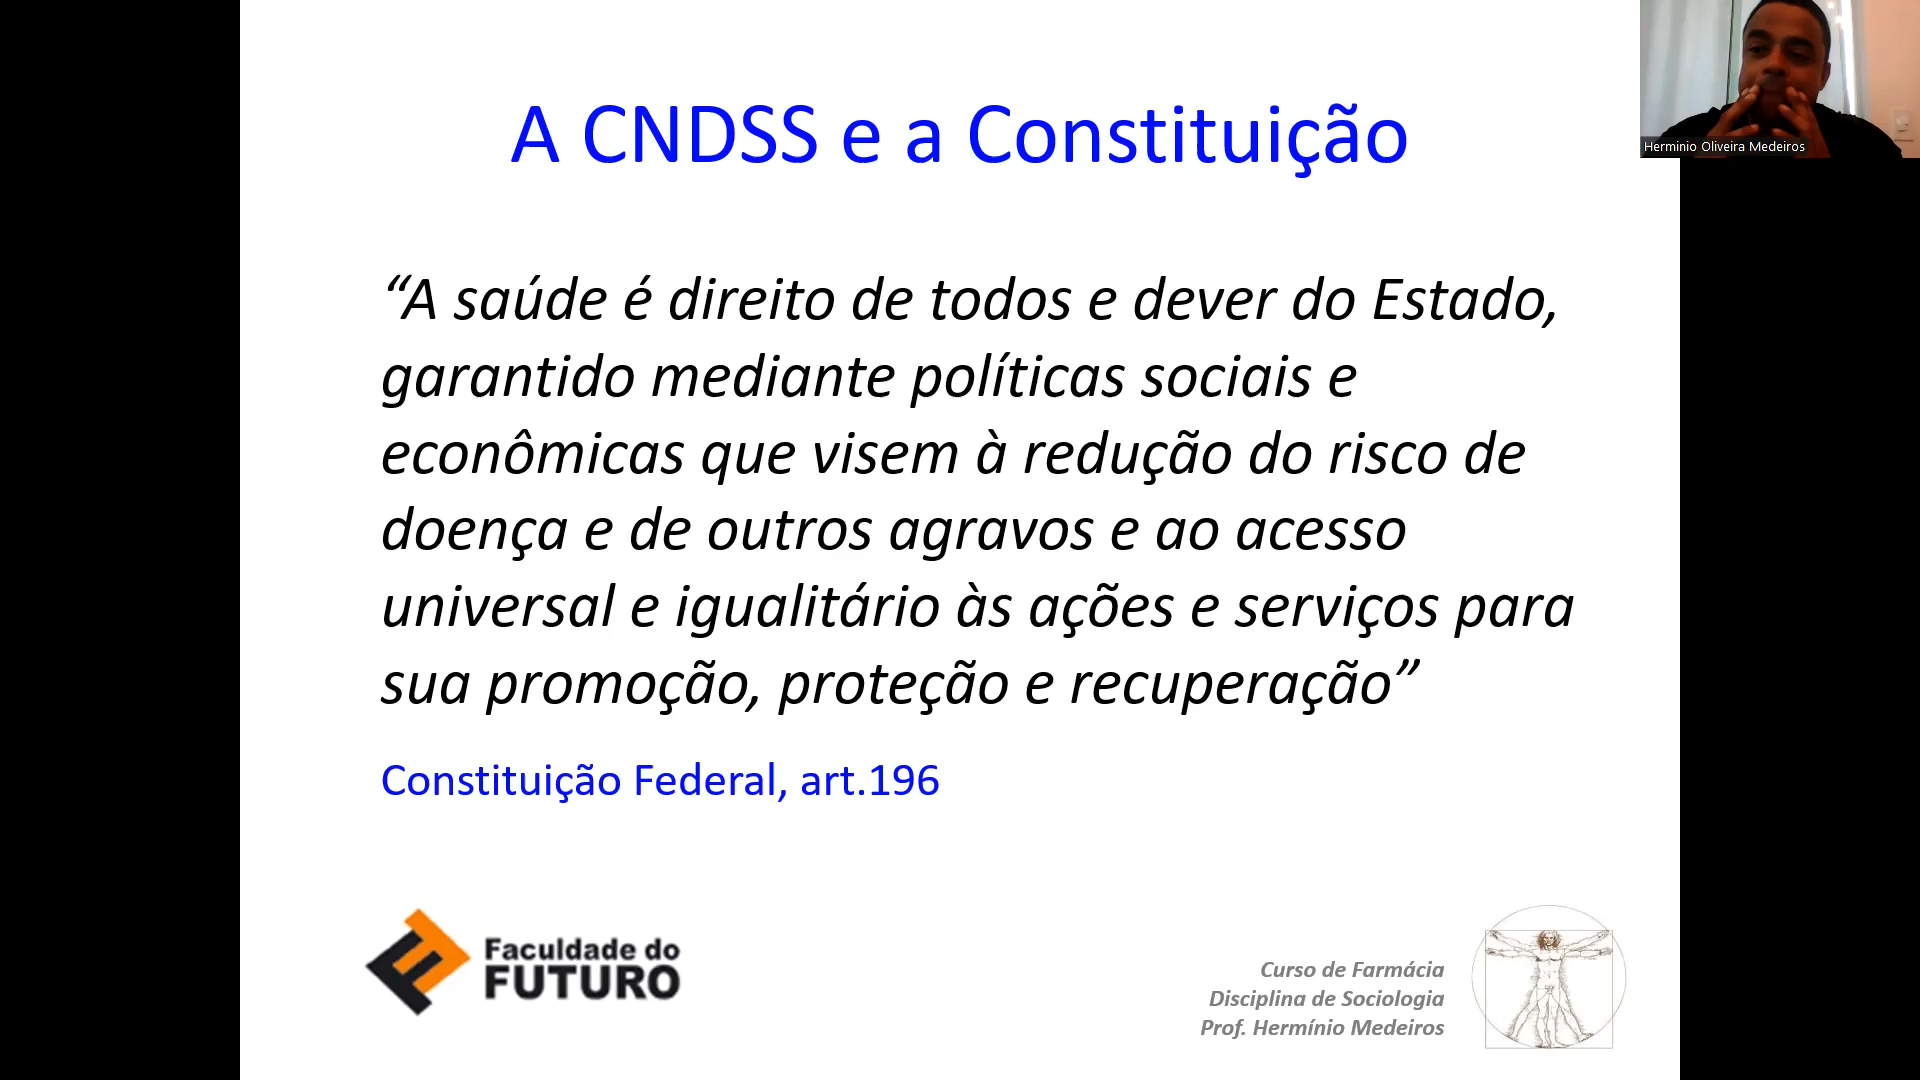 A CNDSS e a Constituição
Herminio Oliveira Medeiros
“A saúde é direito de todos e dever do Estado,
garantido mediante políticas sociais e
econômicas que visem à redução do risco de
doença e de outros agravos e ao acesso
universal e igualitário às ações e serviços para
sua promoção, proteção e recuperação”
Constituição Federal, art.196
Faculdade do
FUTURO
Curso de Farmácia
Disciplina de Sociologia
Prof. Hermínio Medeiros